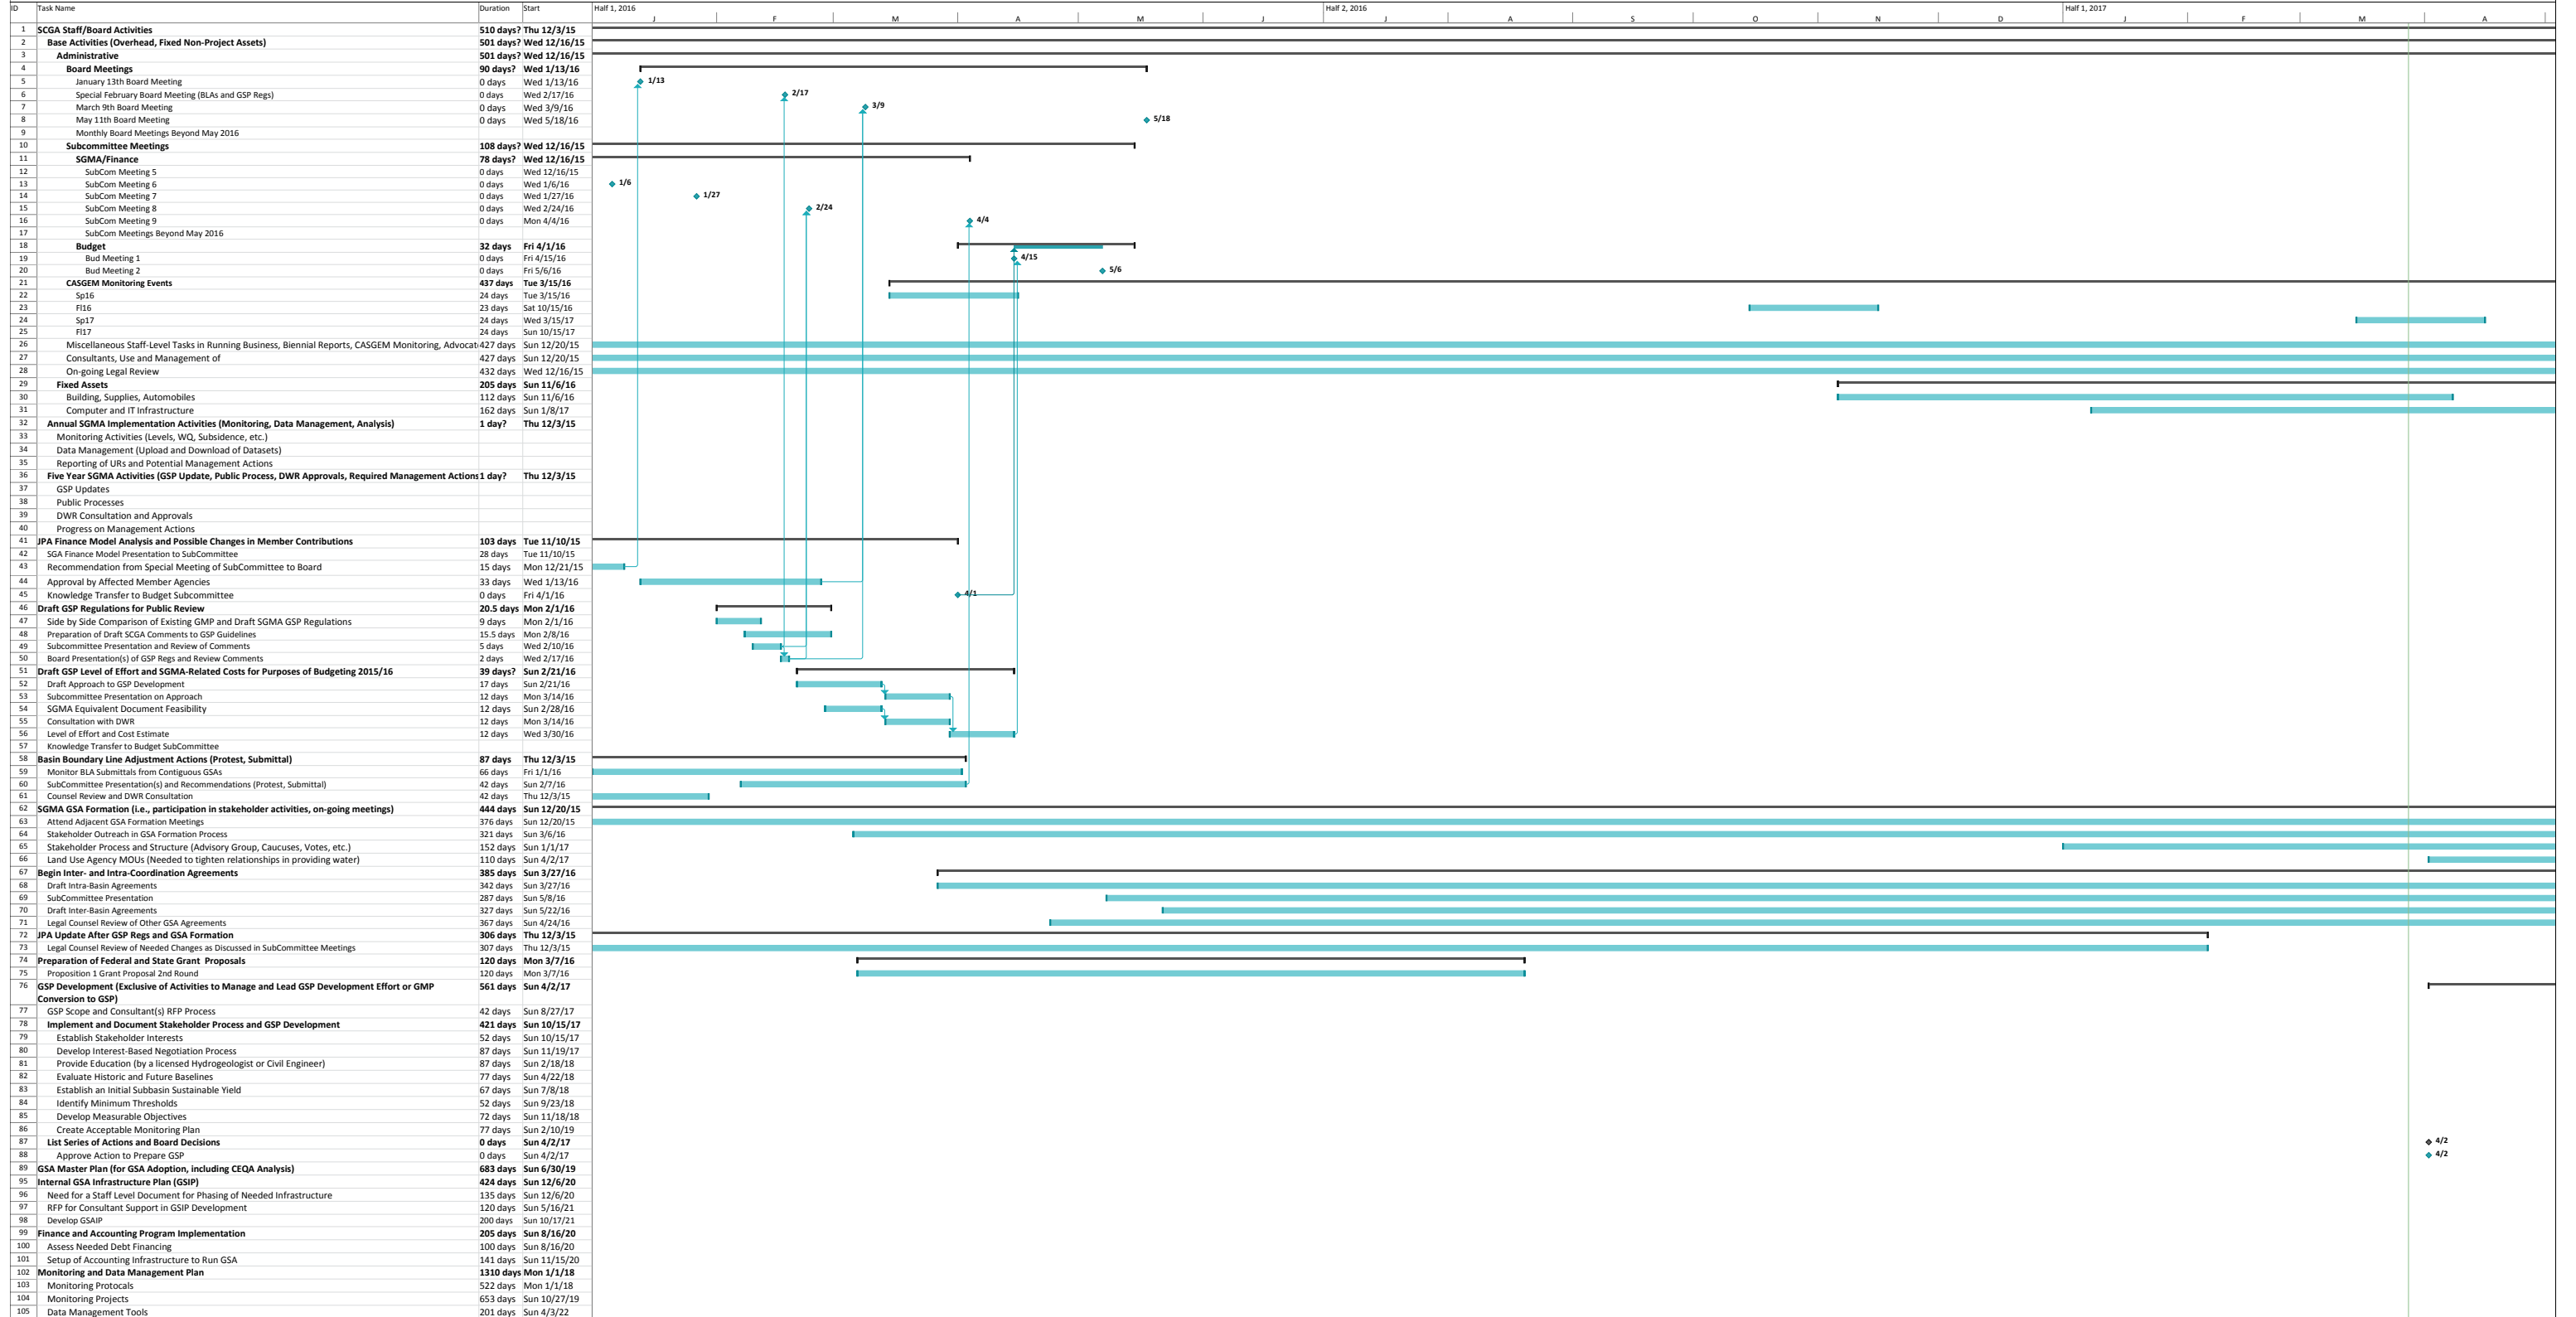 ID Task Name Duration Start Half 1, 2016 Half 2, 2016 Half 1, 2017
J F M A M J J A S O N D J F M A
1 SCGA Staff/Board Activities 510 days? Thu 12/3/15
2 Base Activities (Overhead, Fixed Non-Project Assets) 501 days? Wed 12/16/15
3 Administrative 501 days? Wed 12/16/15
4 Board Meetings 90 days? Wed 1/13/16
5 January 13th Board Meeting 0 days Wed 1/13/16 1/13
6 Special February Board Meeting (BLAs and GSP Regs) 0 days Wed 2/17/16 2/17
7 March 9th Board Meeting 0 days Wed 3/9/16 3/9
8 May 11th Board Meeting 0 days Wed 5/18/16 5/18
9 Monthly Board Meetings Beyond May 2016
10 Subcommittee Meetings 108 days? Wed 12/16/15
11 SGMA/Finance 78 days? Wed 12/16/15
12 SubCom Meeting 5 0 days Wed 12/16/15
13 SubCom Meeting 6 0 days Wed 1/6/16 1/6
14 SubCom Meeting 7 0 days Wed 1/27/16 1/27
15 SubCom Meeting 8 0 days Wed 2/24/16 2/24
16 SubCom Meeting 9 0 days Mon 4/4/16 4/4
17 SubCom Meetings Beyond May 2016
18 Budget 32 days Fri 4/1/16
19 Bud Meeting 1 0 days Fri 4/15/16 4/15
20 Bud Meeting 2 0 days Fri 5/6/16 5/6
21 CASGEM Monitoring Events 437 days Tue 3/15/16
22 Sp16 24 days Tue 3/15/16
23 Fl16 23 days Sat 10/15/16
24 Sp17 24 days Wed 3/15/17
25 Fl17 24 days Sun 10/15/17
26 Miscellaneous Staff-Level Tasks in Running Business, Biennial Reports, CASGEM Monitoring, Advocat 427 days Sun 12/20/15
27 Consultants, Use and Management of 427 days Sun 12/20/15
28 On-going Legal Review 432 days Wed 12/16/15
29 Fixed Assets 205 days Sun 11/6/16
30 Building, Supplies, Automobiles 112 days Sun 11/6/16
31 Computer and IT Infrastructure 162 days Sun 1/8/17
32 Annual SGMA Implementation Activities (Monitoring, Data Management, Analysis) 1 day? Thu 12/3/15
33 Monitoring Activities (Levels, WQ, Subsidence, etc.)
34 Data Management (Upload and Download of Datasets)
35 Reporting of URs and Potential Management Actions
36 Five Year SGMA Activities (GSP Update, Public Process, DWR Approvals, Required Management Actions 1 day? Thu 12/3/15
37 GSP Updates
38 Public Processes
39 DWR Consultation and Approvals
40 Progress on Management Actions
41 JPA Finance Model Analysis and Possible Changes in Member Contributions 103 days Tue 11/10/15
42 SGA Finance Model Presentation to SubCommittee 28 days Tue 11/10/15
43 Recommendation from Special Meeting of SubCommittee to Board 15 days Mon 12/21/15
44 Approval by Affected Member Agencies 33 days Wed 1/13/16
45 Knowledge Transfer to Budget Subcommittee 0 days Fri 4/1/16 4/1
46 Draft GSP Regulations for Public Review 20.5 days Mon 2/1/16
47 Side by Side Comparison of Existing GMP and Draft SGMA GSP Regulations 9 days Mon 2/1/16
48 Preparation of Draft SCGA Comments to GSP Guidelines 15.5 days Mon 2/8/16
49 Subcommittee Presentation and Review of Comments 5 days Wed 2/10/16
50 Board Presentation(s) of GSP Regs and Review Comments 2 days Wed 2/17/16
51 Draft GSP Level of Effort and SGMA-Related Costs for Purposes of Budgeting 2015/16 39 days? Sun 2/21/16
52 Draft Approach to GSP Development 17 days Sun 2/21/16
53 Subcommittee Presentation on Approach 12 days Mon 3/14/16
54 SGMA Equivalent Document Feasibility 12 days Sun 2/28/16
55 Consultation with DWR 12 days Mon 3/14/16
56 Level of Effort and Cost Estimate 12 days Wed 3/30/16
57 Knowledge Transfer to Budget SubCommittee
58 Basin Boundary Line Adjustment Actions (Protest, Submittal) 87 days Thu 12/3/15
59 Monitor BLA Submittals from Contiguous GSAs 66 days Fri 1/1/16
60 SubCommittee Presentation(s) and Recommendations (Protest, Submittal) 42 days Sun 2/7/16
61 Counsel Review and DWR Consultation 42 days Thu 12/3/15
62 SGMA GSA Formation (i.e., participation in stakeholder activities, on-going meetings) 444 days Sun 12/20/15
63 Attend Adjacent GSA Formation Meetings 376 days Sun 12/20/15
64 Stakeholder Outreach in GSA Formation Process 321 days Sun 3/6/16
65 Stakeholder Process and Structure (Advisory Group, Caucuses, Votes, etc.) 152 days Sun 1/1/17
66 Land Use Agency MOUs (Needed to tighten relationships in providing water) 110 days Sun 4/2/17
67 Begin Inter- and Intra-Coordination Agreements 385 days Sun 3/27/16
68 Draft Intra-Basin Agreements 342 days Sun 3/27/16
69 SubCommittee Presentation 287 days Sun 5/8/16
70 Draft Inter-Basin Agreements 327 days Sun 5/22/16
71 Legal Counsel Review of Other GSA Agreements 367 days Sun 4/24/16
72 JPA Update After GSP Regs and GSA Formation 306 days Thu 12/3/15
73 Legal Counsel Review of Needed Changes as Discussed in SubCommittee Meetings 307 days Thu 12/3/15
74 Preparation of Federal and State Grant Proposals 120 days Mon 3/7/16
75 Proposition 1 Grant Proposal 2nd Round 120 days Mon 3/7/16
76 GSP Development (Exclusive of Activities to Manage and Lead GSP Development Effort or GMP 561 days Sun 4/2/17
Conversion to GSP)
77 GSP Scope and Consultant(s) RFP Process 42 days Sun 8/27/17
78 Implement and Document Stakeholder Process and GSP Development 421 days Sun 10/15/17
79 Establish Stakeholder Interests 52 days Sun 10/15/17
80 Develop Interest-Based Negotiation Process 87 days Sun 11/19/17
81 Provide Education (by a licensed Hydrogeologist or Civil Engineer) 87 days Sun 2/18/18
82 Evaluate Historic and Future Baselines 77 days Sun 4/22/18
83 Establish an Initial Subbasin Sustainable Yield 67 days Sun 7/8/18
84 Identify Minimum Thresholds 52 days Sun 9/23/18
85 Develop Measurable Objectives 72 days Sun 11/18/18
86 Create Acceptable Monitoring Plan 77 days Sun 2/10/19
87 List Series of Actions and Board Decisions 0 days Sun 4/2/17 4/2
88 Approve Action to Prepare GSP 0 days Sun 4/2/17 4/2
89 GSA Master Plan (for GSA Adoption, including CEQA Analysis) 683 days Sun 6/30/19
95 Internal GSA Infrastructure Plan (GSIP) 424 days Sun 12/6/20
96 Need for a Staff Level Document for Phasing of Needed Infrastructure 135 days Sun 12/6/20
97 RFP for Consultant Support in GSIP Development 120 days Sun 5/16/21
98 Develop GSAIP 200 days Sun 10/17/21
99 Finance and Accounting Program Implementation 205 days Sun 8/16/20
100 Assess Needed Debt Financing 100 days Sun 8/16/20
101 Setup of Accounting Infrastructure to Run GSA 141 days Sun 11/15/20
102 Monitoring and Data Management Plan 1310 days Mon 1/1/18
103 Monitoring Protocals 522 days Mon 1/1/18
104 Monitoring Projects 653 days Sun 10/27/19
105 Data Management Tools 201 days Sun 4/3/22